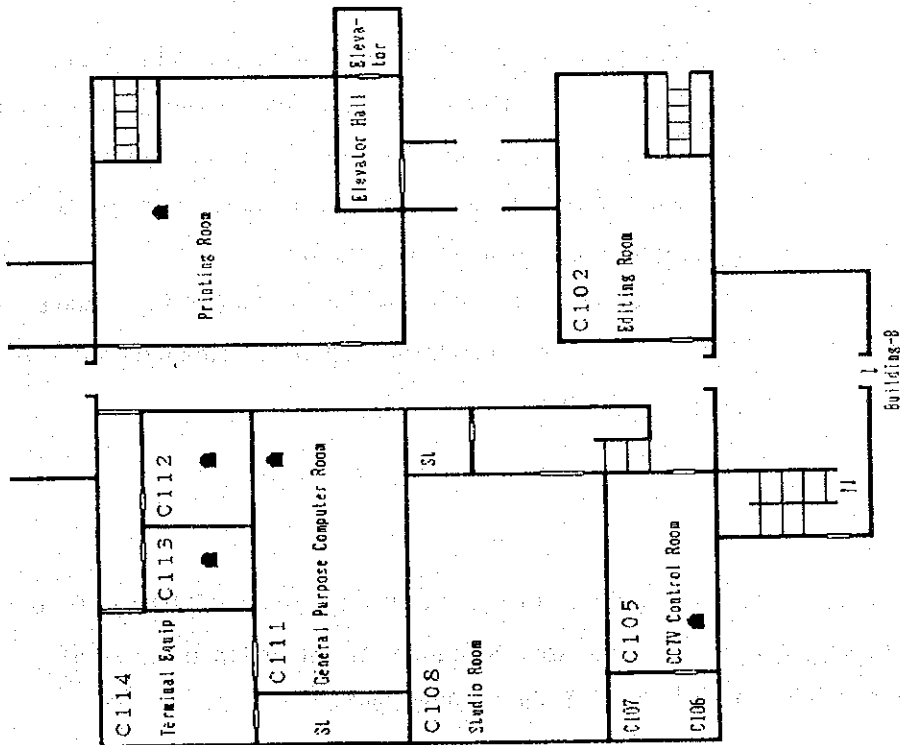 Eleva-
tor
Elevator Hall
Printing Room
C102
Editing Room
Building-B
C112
C113
C114
Terminal Equip
C111
General Purpose Computer Room
SL
SL
C108
Studio Room
C105
CCTV Control Room
C107
C106